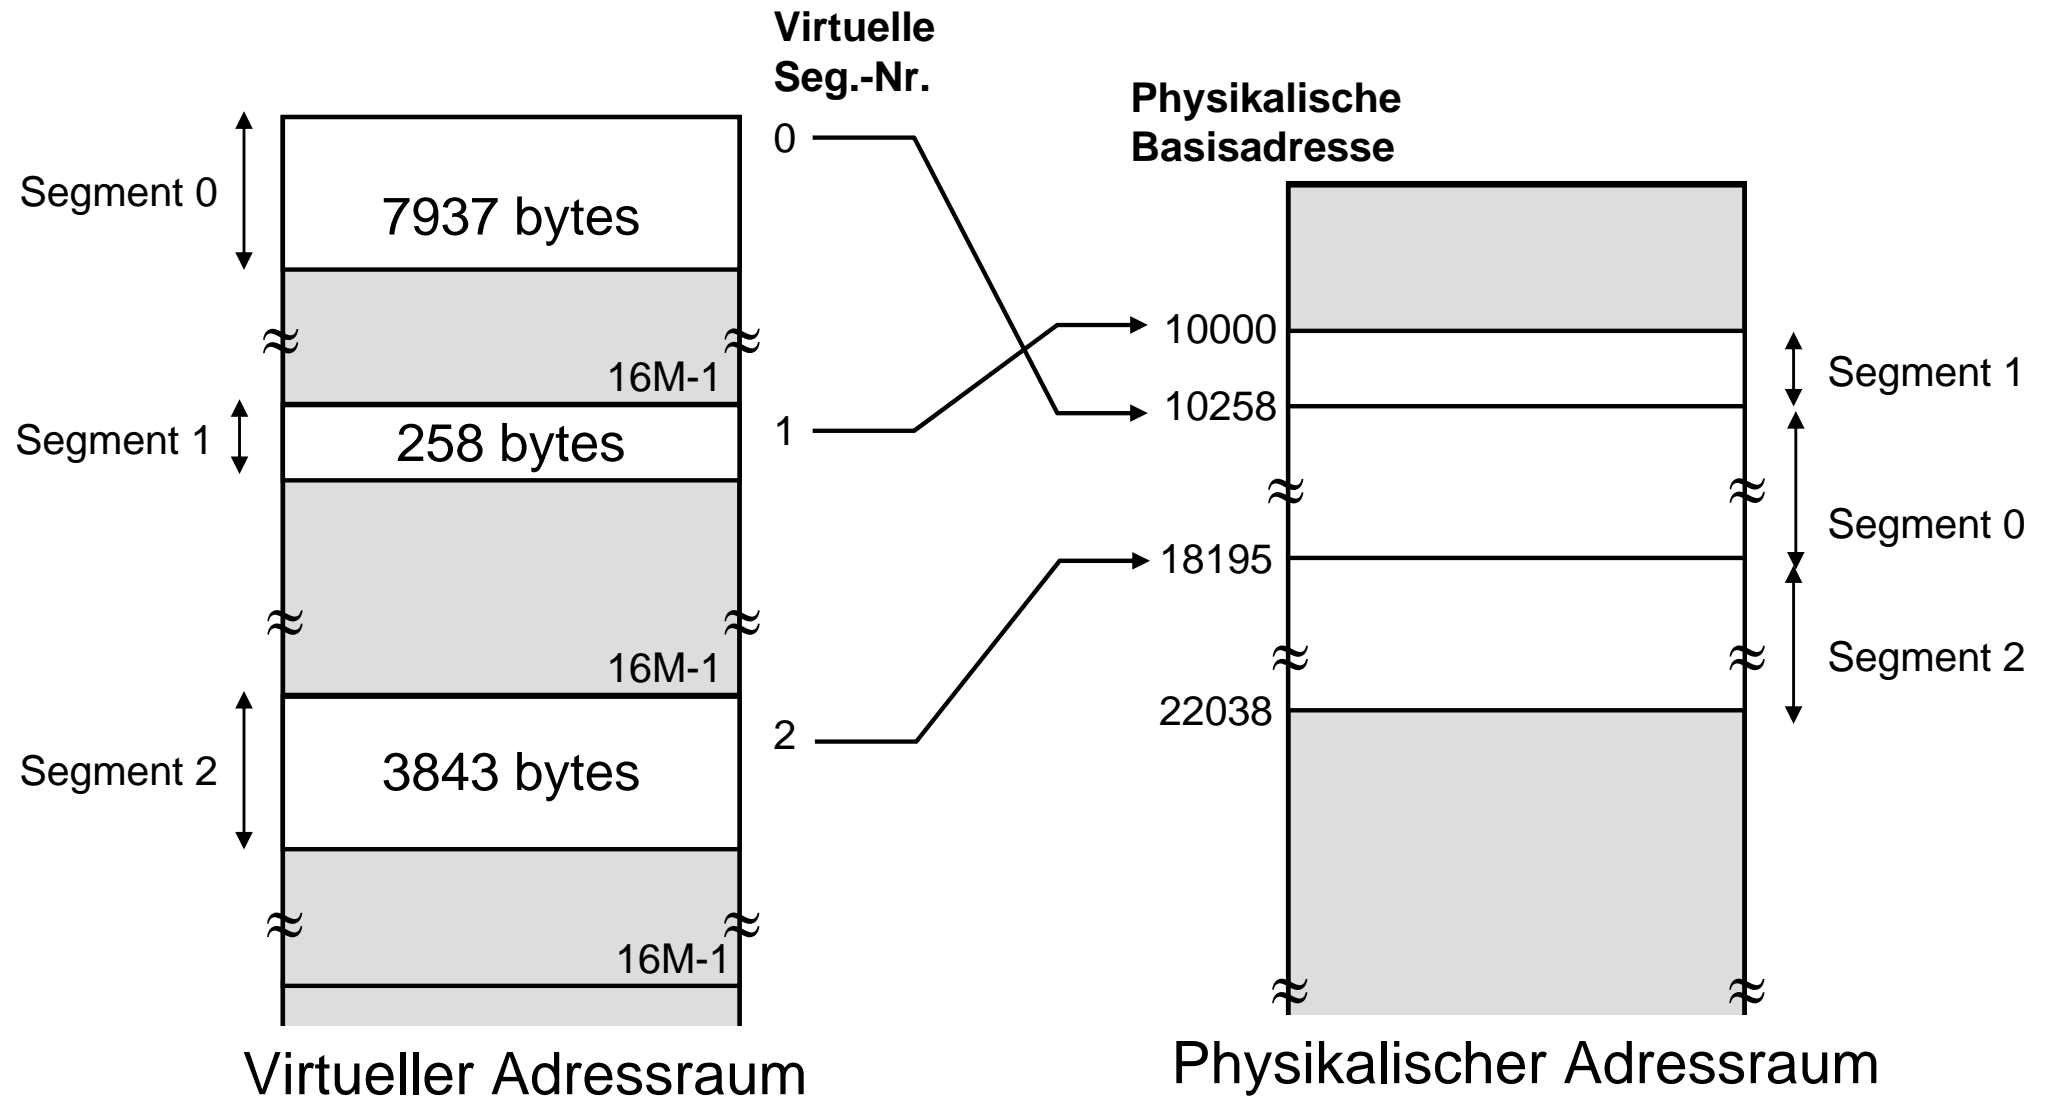 Virtuelle
Seg.-Nr.
Physikalische
Basisadresse
0
Segment 0
7937 bytes
16M-1
Segment 1
258 bytes
1
16M-1
Segment 2
3843 bytes
2
16M-1
Virtueller Adressraum
10000
Segment 1
10258
Segment 0
18195
Segment 2
22038
Physikalischer Adressraum